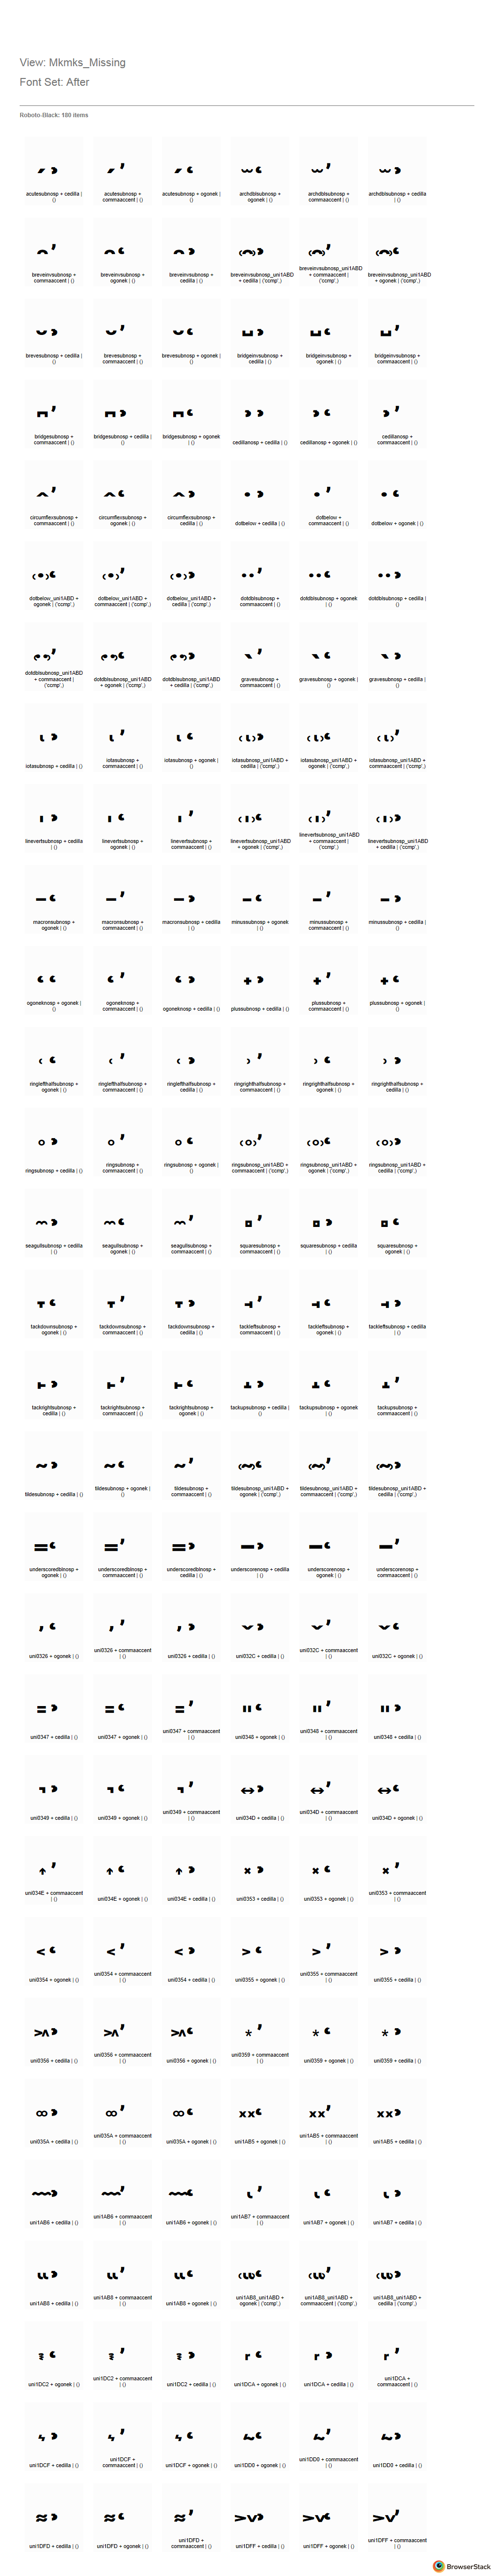 View: Mkmks_Missing
Font Set: After
Roboto-Black: 180 items
acutesubnosp + cedilla |
()
acutesubnosp +
commaaccent | ()
acutesubnosp + ogonek |
()
archdblsubnosp +
ogonek | ()
archdblsubnosp +
commaaccent | ()
archdblsubnosp + cedilla
| ()
breveinvsubnosp +
commaaccent | ()
breveinvsubnosp +
ogonek | ()
breveinvsubnosp +
cedilla | ()
breveinvsubnosp_uni1ABD
+ cedilla | ('ccmp',)
breveinvsubnosp_uni1ABD
+ commaaccent |
('ccmp',)
breveinvsubnosp_uni1ABD
+ ogonek | ('ccmp',)
brevesubnosp + cedilla |
()
brevesubnosp +
commaaccent | ()
brevesubnosp + ogonek |
()
bridgeinvsubnosp +
cedilla | ()
bridgeinvsubnosp +
ogonek | ()
bridgeinvsubnosp +
commaaccent | ()
bridgesubnosp +
commaaccent | ()
bridgesubnosp + cedilla |
()
bridgesubnosp + ogonek
| ()
cedillanosp + cedilla | ()
cedillanosp + ogonek | ()
cedillanosp +
commaaccent | ()
circumflexsubnosp +
commaaccent | ()
circumflexsubnosp +
ogonek | ()
circumflexsubnosp +
cedilla | ()
dotbelow + cedilla | ()
dotbelow +
commaaccent | ()
dotbelow + ogonek | ()
dotbelow_uni1ABD +
ogonek | ('ccmp',)
dotbelow_uni1ABD +
commaaccent | ('ccmp',)
dotbelow_uni1ABD +
cedilla | ('ccmp',)
dotdblsubnosp +
commaaccent | ()
dotdblsubnosp + ogonek
| ()
dotdblsubnosp + cedilla |
()
dotdblsubnosp_uni1ABD
+ commaaccent |
('ccmp',)
dotdblsubnosp_uni1ABD
+ ogonek | ('ccmp',)
dotdblsubnosp_uni1ABD
+ cedilla | ('ccmp',)
gravesubnosp +
commaaccent | ()
gravesubnosp + ogonek |
()
gravesubnosp + cedilla |
()
iotasubnosp + cedilla | ()
iotasubnosp +
commaaccent | ()
iotasubnosp + ogonek |
()
iotasubnosp_uni1ABD +
cedilla | ('ccmp',)
iotasubnosp_uni1ABD +
ogonek | ('ccmp',)
iotasubnosp_uni1ABD +
commaaccent | ('ccmp',)
linevertsubnosp + cedilla
| ()
linevertsubnosp +
ogonek | ()
linevertsubnosp +
commaaccent | ()
linevertsubnosp_uni1ABD
+ ogonek | ('ccmp',)
linevertsubnosp_uni1ABD
+ commaaccent |
('ccmp',)
linevertsubnosp_uni1ABD
+ cedilla | ('ccmp',)
macronsubnosp +
ogonek | ()
macronsubnosp +
commaaccent | ()
macronsubnosp + cedilla
| ()
minussubnosp + ogonek
| ()
minussubnosp +
commaaccent | ()
minussubnosp + cedilla |
()
ogoneknosp + ogonek |
()
ogoneknosp +
commaaccent | ()
ogoneknosp + cedilla | ()
plussubnosp + cedilla | ()
plussubnosp +
commaaccent | ()
plussubnosp + ogonek |
()
ringlefthalfsubnosp +
ogonek | ()
ringlefthalfsubnosp +
commaaccent | ()
ringlefthalfsubnosp +
cedilla | ()
ringrighthalfsubnosp +
commaaccent | ()
ringrighthalfsubnosp +
ogonek | ()
ringrighthalfsubnosp +
cedilla | ()
ringsubnosp + cedilla | ()
ringsubnosp +
commaaccent | ()
ringsubnosp + ogonek |
()
ringsubnosp_uni1ABD +
commaaccent | ('ccmp',)
ringsubnosp_uni1ABD +
ogonek | ('ccmp',)
ringsubnosp_uni1ABD +
cedilla | ('ccmp',)
seagullsubnosp + cedilla
| ()
seagullsubnosp +
ogonek | ()
seagullsubnosp +
commaaccent | ()
squaresubnosp +
commaaccent | ()
squaresubnosp + cedilla
| ()
squaresubnosp +
ogonek | ()
tackdownsubnosp +
ogonek | ()
tackdownsubnosp +
commaaccent | ()
tackdownsubnosp +
cedilla | ()
tackleftsubnosp +
commaaccent | ()
tackleftsubnosp +
ogonek | ()
tackleftsubnosp + cedilla
| ()
tackrightsubnosp +
cedilla | ()
tackrightsubnosp +
commaaccent | ()
tackrightsubnosp +
ogonek | ()
tackupsubnosp + cedilla |
()
tackupsubnosp + ogonek
| ()
tackupsubnosp +
commaaccent | ()
tildesubnosp + cedilla | ()
tildesubnosp + ogonek |
()
tildesubnosp +
commaaccent | ()
tildesubnosp_uni1ABD +
ogonek | ('ccmp',)
tildesubnosp_uni1ABD +
commaaccent | ('ccmp',)
tildesubnosp_uni1ABD +
cedilla | ('ccmp',)
underscoredblnosp +
ogonek | ()
underscoredblnosp +
commaaccent | ()
underscoredblnosp +
cedilla | ()
underscorenosp + cedilla
| ()
underscorenosp +
ogonek | ()
underscorenosp +
commaaccent | ()
uni0326 + ogonek | ()
uni0326 + commaaccent
| ()
uni0326 + cedilla | ()
uni032C + cedilla | ()
uni032C + commaaccent
| ()
uni032C + ogonek | ()
uni0347 + cedilla | ()
uni0347 + ogonek | ()
uni0347 + commaaccent
| ()
uni0348 + ogonek | ()
uni0348 + commaaccent
| ()
uni0348 + cedilla | ()
uni0349 + cedilla | ()
uni0349 + ogonek | ()
uni0349 + commaaccent
| ()
uni034D + cedilla | ()
uni034D + commaaccent
| ()
uni034D + ogonek | ()
uni034E + commaaccent
| ()
uni034E + ogonek | ()
uni034E + cedilla | ()
uni0353 + cedilla | ()
uni0353 + ogonek | ()
uni0353 + commaaccent
| ()
uni0354 + ogonek | ()
uni0354 + commaaccent
| ()
uni0354 + cedilla | ()
uni0355 + ogonek | ()
uni0355 + commaaccent
| ()
uni0355 + cedilla | ()
uni0356 + cedilla | ()
uni0356 + commaaccent
| ()
uni0356 + ogonek | ()
uni0359 + commaaccent
| ()
uni0359 + ogonek | ()
uni0359 + cedilla | ()
uni035A + cedilla | ()
uni035A + commaaccent
| ()
uni035A + ogonek | ()
uni1AB5 + ogonek | ()
uni1AB5 + commaaccent
| ()
uni1AB5 + cedilla | ()
uni1AB6 + cedilla | ()
uni1AB6 + commaaccent
| ()
uni1AB6 + ogonek | ()
uni1AB7 + commaaccent
| ()
uni1AB7 + ogonek | ()
uni1AB7 + cedilla | ()
uni1AB8 + cedilla | ()
uni1AB8 + commaaccent
| ()
uni1AB8 + ogonek | ()
uni1AB8_uni1ABD +
ogonek | ('ccmp',)
uni1AB8_uni1ABD +
commaaccent | ('ccmp',)
uni1AB8_uni1ABD +
cedilla | ('ccmp',)
uni1DC2 + ogonek | ()
uni1DC2 + commaaccent
| ()
uni1DC2 + cedilla | ()
uni1DCA + ogonek | ()
uni1DCA + cedilla | ()
uni1DCA +
commaaccent | ()
uni1DCF + cedilla | ()
uni1DCF +
commaaccent | ()
uni1DCF + ogonek | ()
uni1DD0 + ogonek | ()
uni1DD0 + commaaccent
| ()
uni1DD0 + cedilla | ()
uni1DFD + cedilla | ()
uni1DFD + ogonek | ()
uni1DFD +
commaaccent | ()
uni1DFF + cedilla | ()
uni1DFF + ogonek | ()
uni1DFF + commaaccent
| ()
BrowserStack